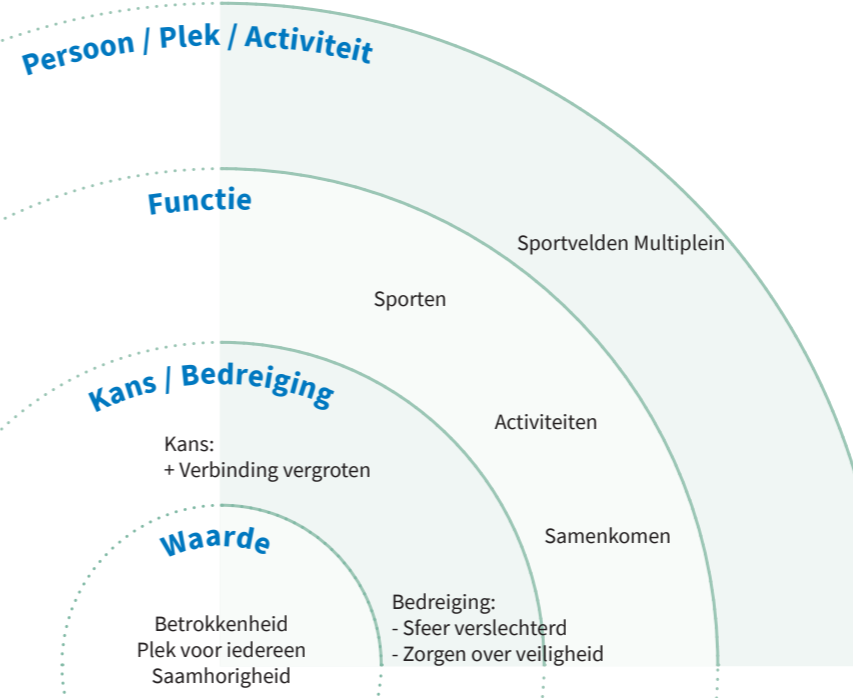 Persoon / Plek / Activiteit
Functie
Sportvelden Multiplein
Sporten
Kans / Bedreiging
Activiteiten
Kans:
+ Verbinding vergroten
Waarde
Samenkomen
Bedreiging:
- Sfeer verslechterd
- Zorgen over veiligheid
Betrokkenheid
Plek voor iedereen
Saamhorigheid